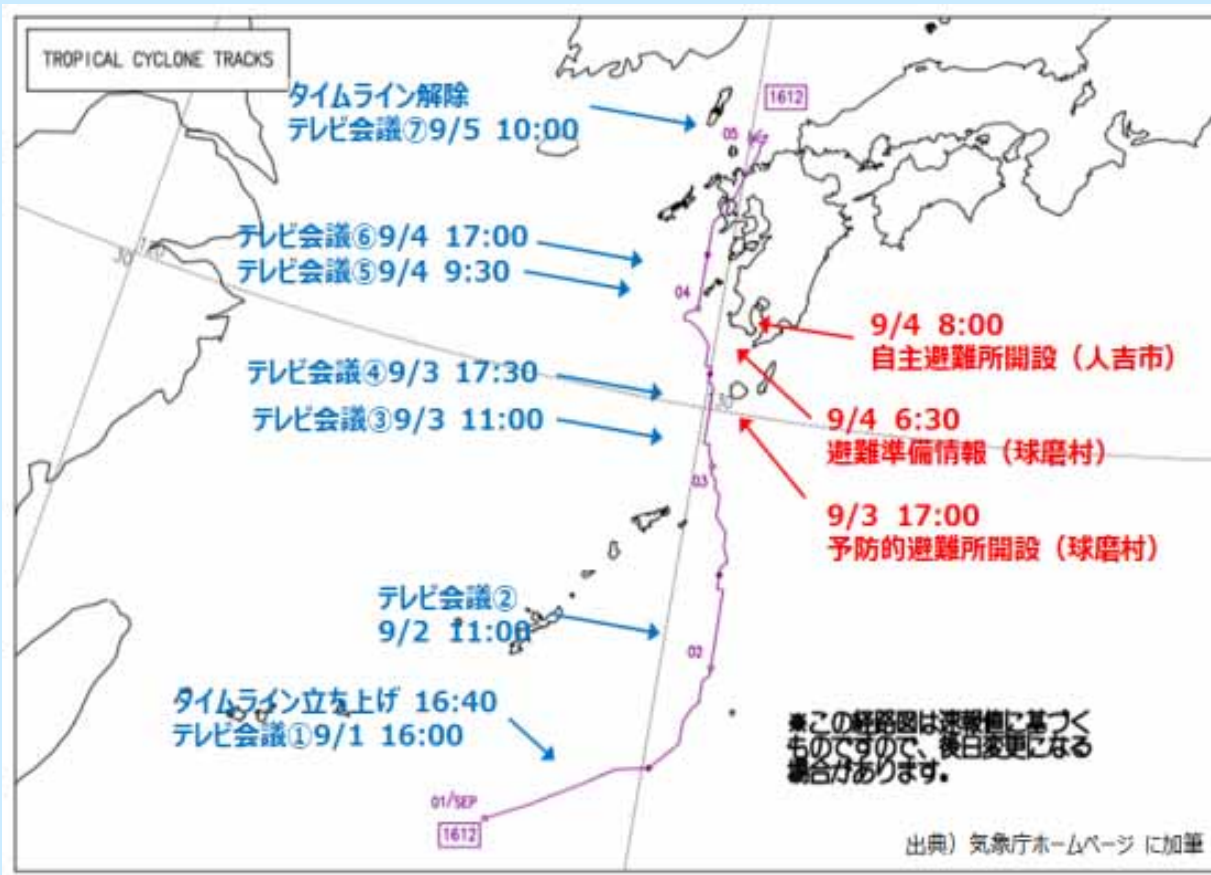 TROPICAL CYCLONE TRACKS
タイムライン解除
テレビ会議⑦9/5 10:00
1612
05
テレビ会議⑥9/4 17:00
テレビ会議⑤9/4 9:30
30
120
04
9/4 8:00
自主避難所開設(人吉市)
テレビ会議④9/3 17:30
テレビ会議③9/3 11:00
30
9/4 6:30
避難準備情報(球磨村)
03
9/3 17:00
予防的避難所開設(球磨村)
テレビ会議②
9/2 11:00
02
タイムライン立ち上げ 16:40
テレビ会議①9/1 16:00
※この経路図は速報値に基づく
ものですので、後日変更になる
場合があります。
01/SEP
1612
出典)気象庁ホームページ に加筆